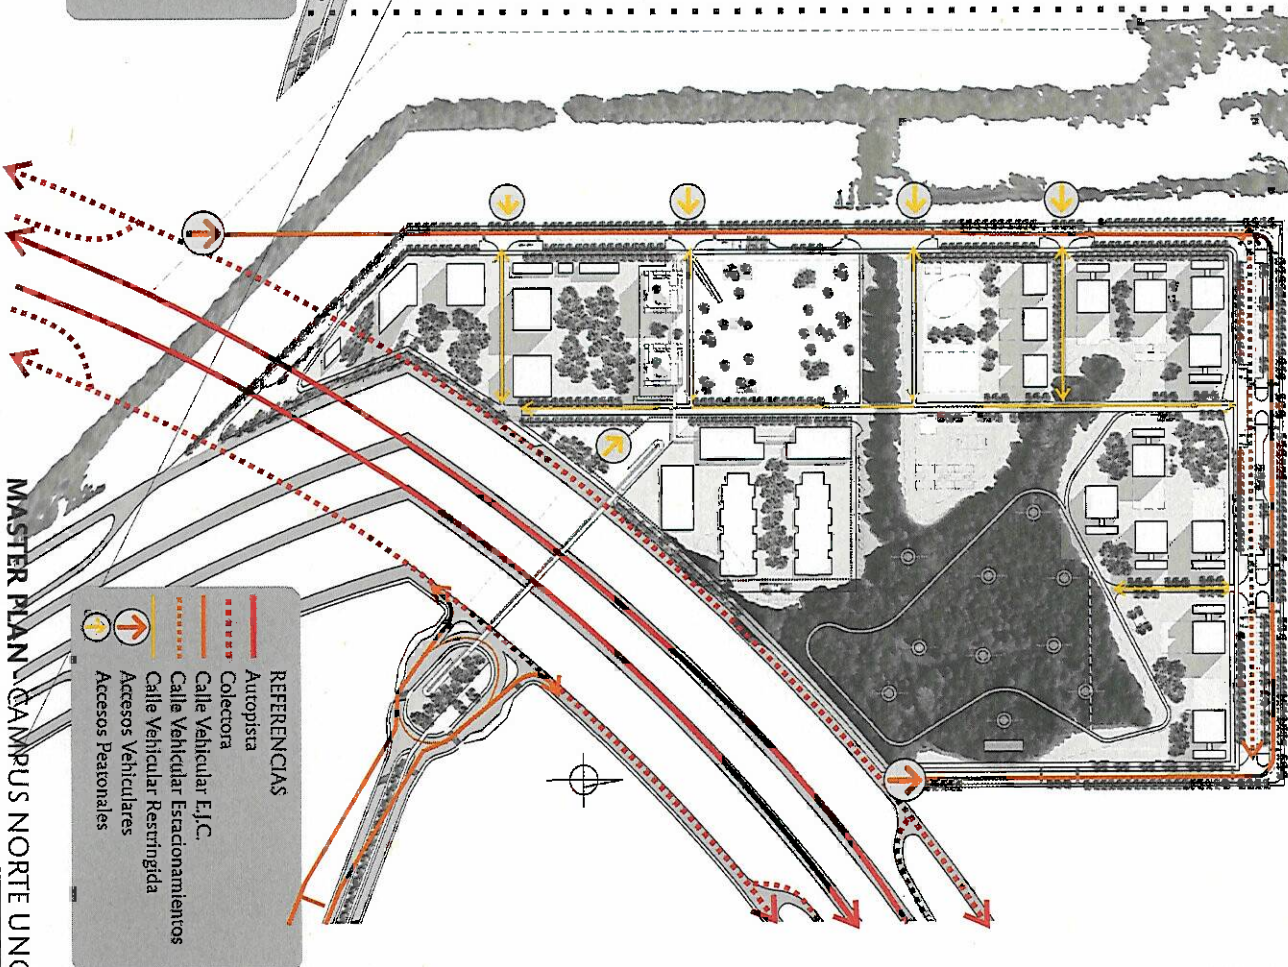 REFERENCIAS
Autopista
Colectora
Calle Vehicular E.J.C.
Calle Vehicular Estacionamientos
Calle Vehicular Restringida
Accesos Vehiculares
Accesos Peatonales
MASTER PLAN - CAMPUS NORTE UNC